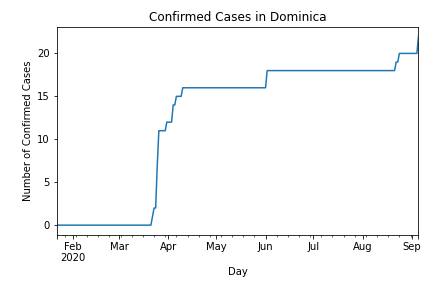 Confirmed Cases in Dominica
Number of Confirmed Cases
20
15
10
5
0
Feb Mar Apr May Jun Jul Aug Sep
2020
Day